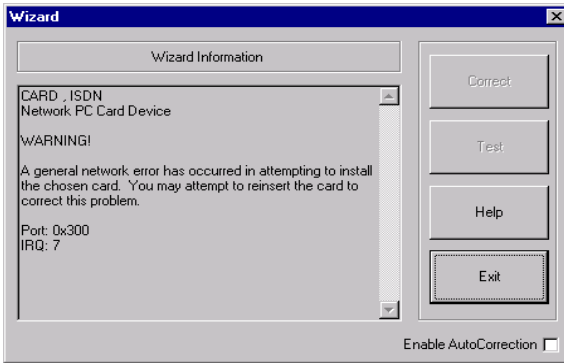 Wizard
Wizard Information
CARD , ISDN
Network PC Card Device
WARNING!
A general network error has occurred in attempting to install
the chosen card.  You may attempt to reinsert the card to
correct this problem.
Port: 0x300
IRQ: 7
Correct
Test
Help
Exit
Enable AutoCorrection